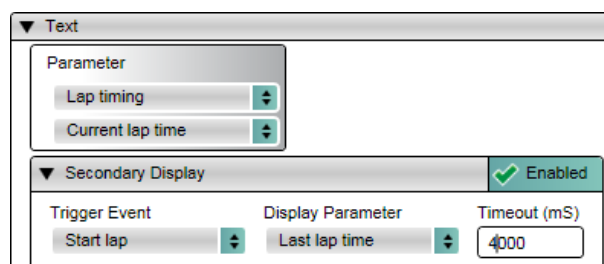 Text
Parameter
Lap timing
Current lap time
Secondary Display Enabled
Trigger Event Display Parameter Timeout (mS)
Start lap Last lap time 4000